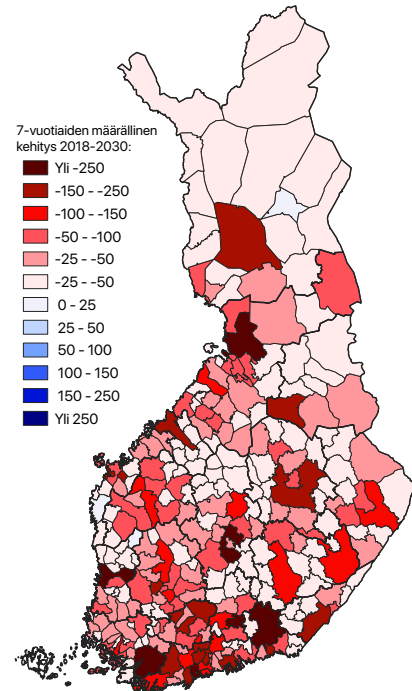 7-vuotiaiden määrällinen
kehitys 2018-2030:
Yli -250
-150 - -250
-100 - -150
-50 - -100
-25 - -50
-25 - -50
0 - 25
25 - 50
50 - 100
100 - 150
150 - 250
Yli 250